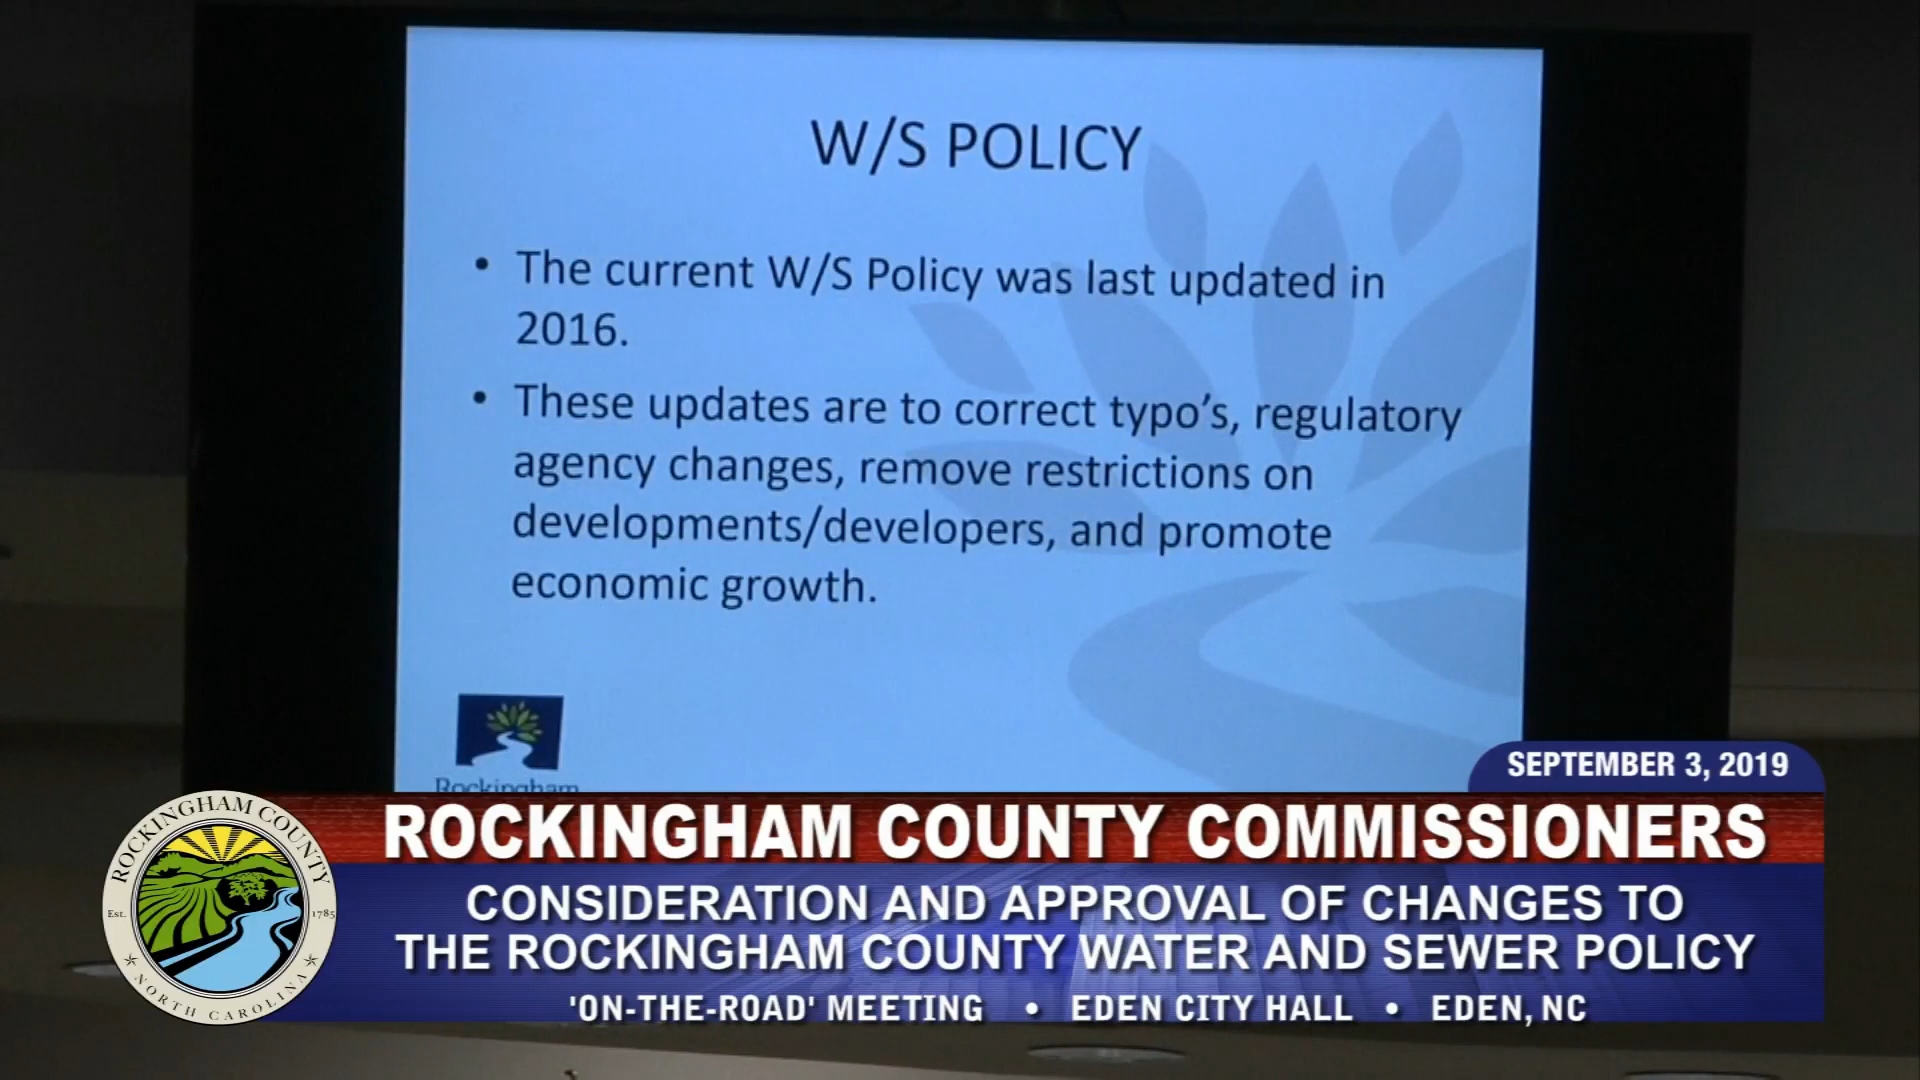 W/S POLICY
• The current W/S Policy was last updated in
2016.
• These updates are to correct typo’s, regulatory
agency changes, remove restrictions on
developments/developers, and promote
economic growth.
Rockingham
SEPTEMBER 3, 2019
ROCKINGHAM COUNTY COMMISSIONERS
CONSIDERATION AND APPROVAL OF CHANGES TO
THE ROCKINGHAM COUNTY WATER AND SEWER POLICY
'ON-THE-ROAD' MEETING • EDEN CITY HALL • EDEN, NC
ROCKINGHAM COUNTY
Est. 1785
NORTH CAROLINA